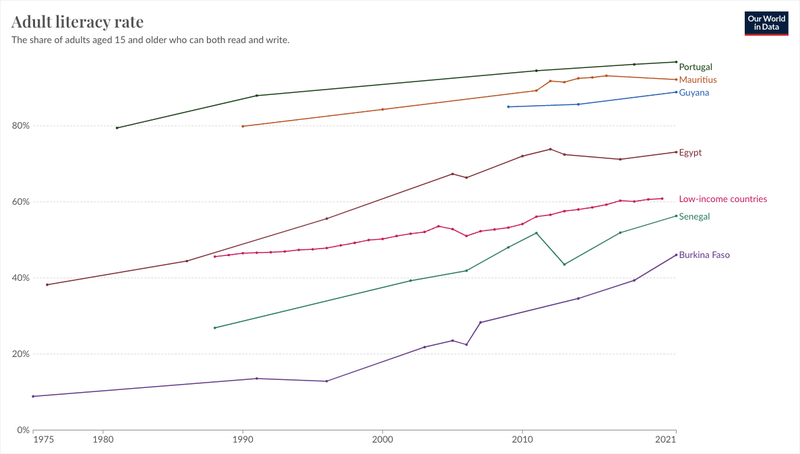 Adult literacy rate
The share of adults aged 15 and older who can both read and write.
Our World
in Data
Portugal
Mauritius
Guyana
80%
Egypt
60%
Low-income countries
Senegal
40%
Burkina Faso
20%
0%
1975
1980
1990
2000
2010
2021